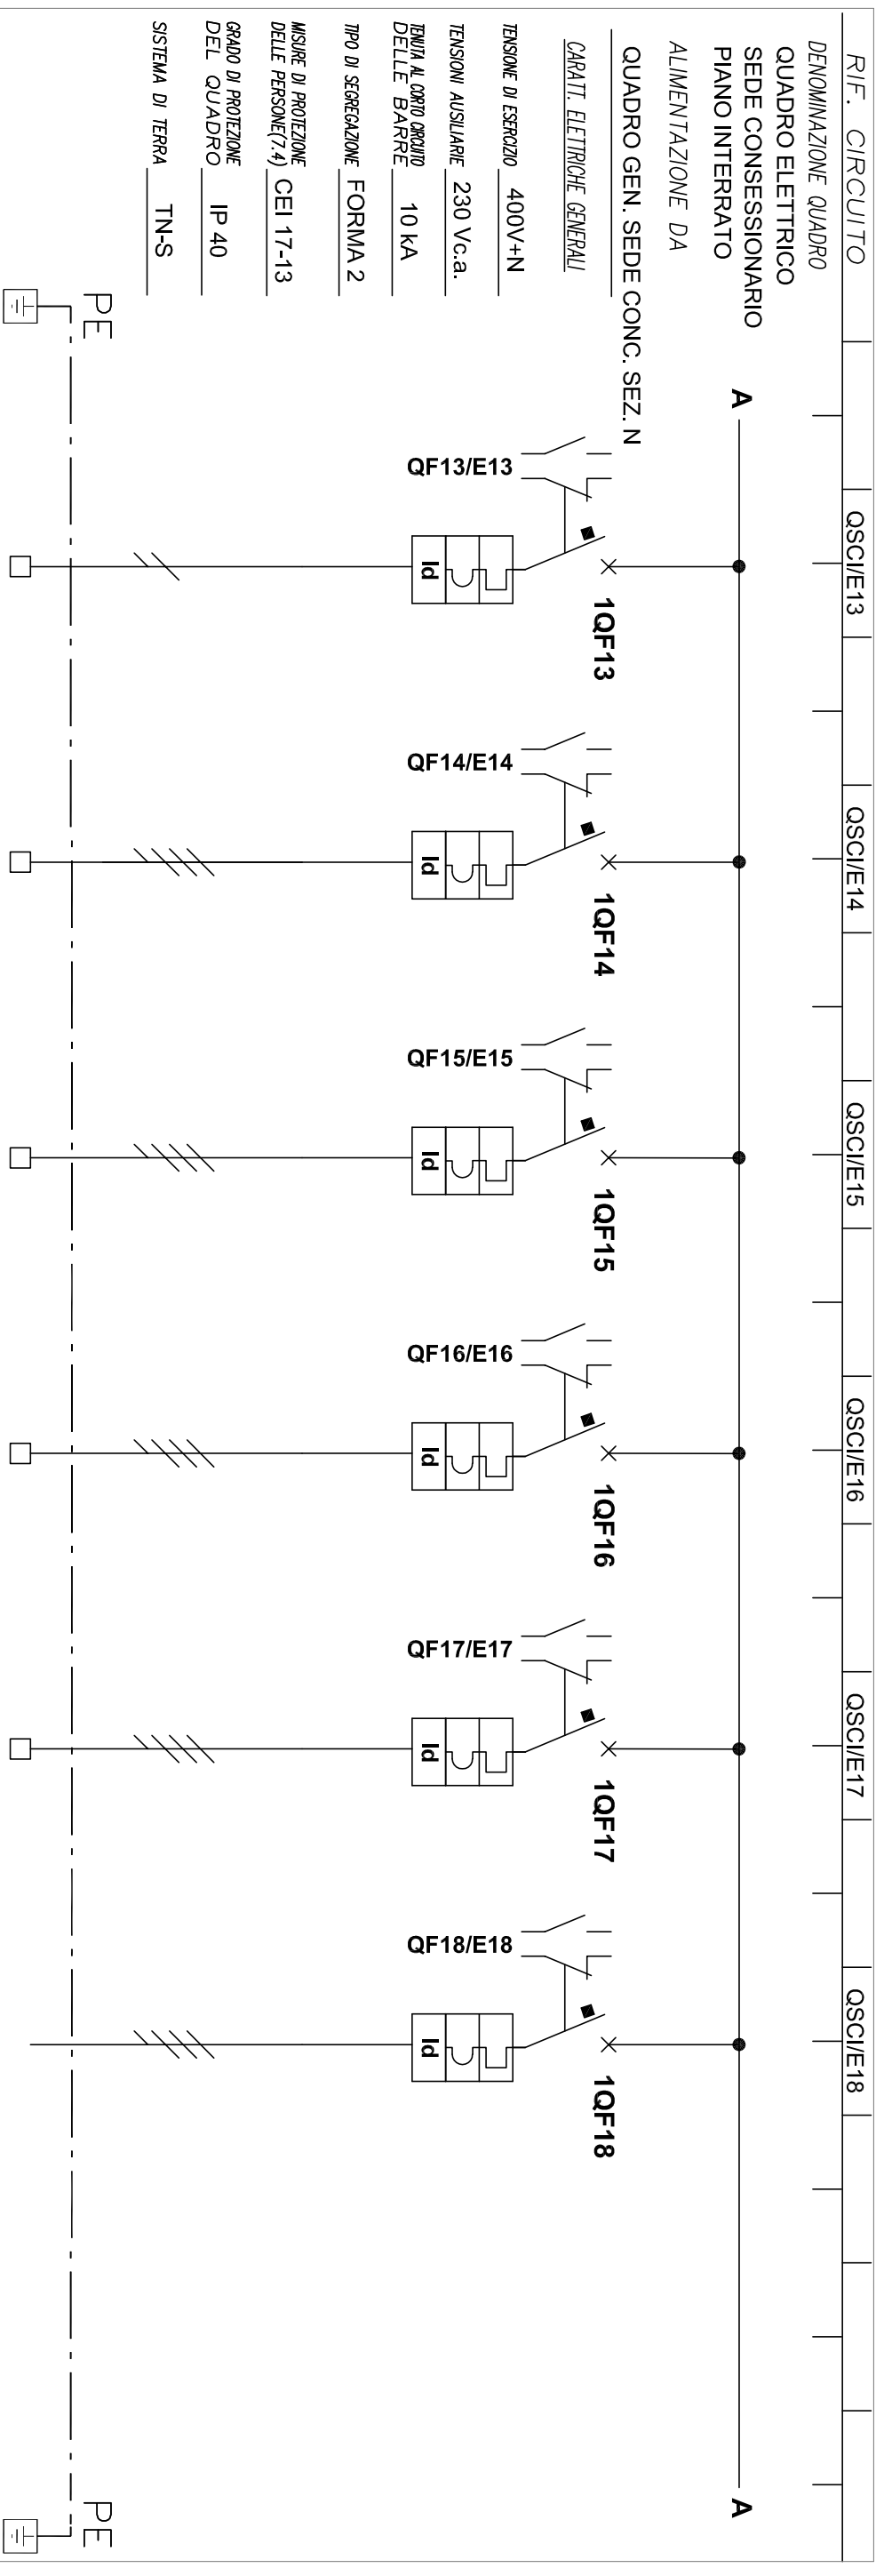 RIF. CIRCUITO
QSCI/E13
QSCI/E14
QSCI/E15
QSCI/E16
QSCI/E17
QSCI/E18
DENOMINAZIONE QUADRO
QUADRO ELETTRICO
SEDE CONSESSIONARIO
PIANO INTERRATO
ALIMENTAZIONE DA
QUADRO GEN. SEDE CONC. SEZ. N
CARATT. ELETTRICHE GENERALI
TENSIONE DI ESERCIZIO 400V+N
TENSIONI AUSILIARIE 230 Vc.a.
TENUTA AL CORTO CIRCUITO
DELLE BARRE 10 kA
TIPO DI SEGREGAZIONE FORMA 2
MISURE DI PROTEZIONE
DELLE PERSONE(7.4) CEI 17-13
GRADO DI PROTEZIONE
DEL QUADRO IP 40
SISTEMA DI TERRA TN-S
A
A
1QF13
QF13/E13
Id
1QF14
QF14/E14
Id
1QF15
QF15/E15
Id
1QF16
QF16/E16
Id
1QF17
QF17/E17
Id
1QF18
QF18/E18
Id
PE
PE